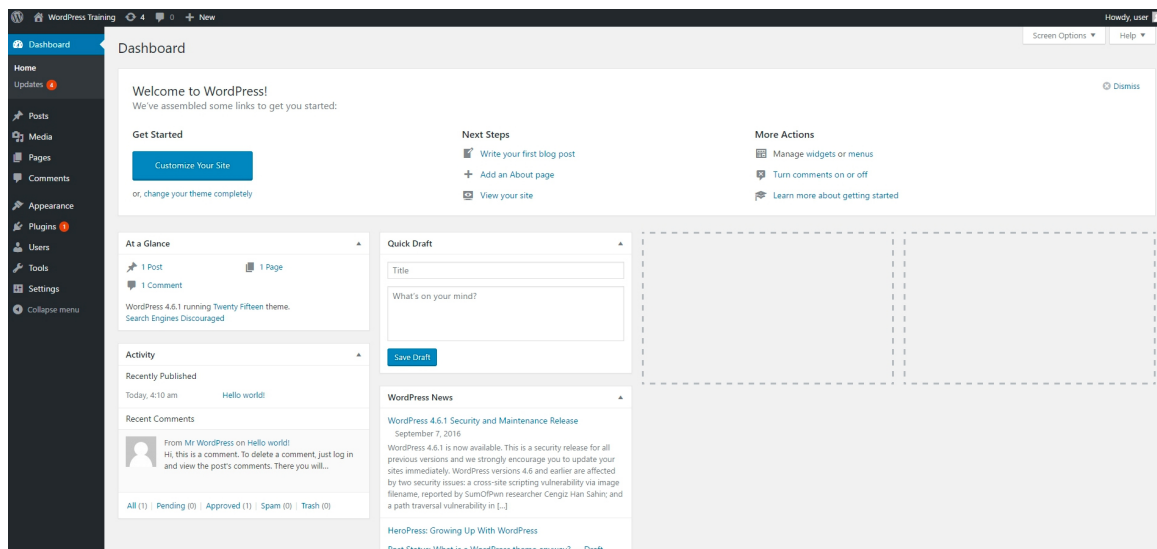 WordPress Training 4 0 New
Howdy, user
Dashboard
Home
Updates 4
Posts
Media
Pages
Comments
Appearance
Plugins 1
Users
Tools
Settings
Collapse menu
Screen Options Help
Dashboard
Welcome to WordPress!
Dismiss
We've assembled some links to get you started:
Get Started
Customize Your Site
or, change your theme completely
Next Steps
Write your first blog post
Add an About page
View your site
More Actions
Manage widgets or menus
Turn comments on or off
Learn more about getting started
At a Glance
1 Post 1 Page
1 Comment
WordPress 4.6.1 running Twenty Fifteen theme.
Search Engines Discouraged
Activity
Recently Published
Today, 4:10 am Hello world!
Recent Comments
From Mr WordPress on Hello world!
Hi, this is a comment. To delete a comment, just log in
and view the post's comments. There you will...
All (1) | Pending (0) | Approved (1) | Spam (0) | Trash (0)
Quick Draft
Title
What's on your mind?
Save Draft
WordPress News
WordPress 4.6.1 Security and Maintenance Release
September 7, 2016
WordPress 4.6.1 is now available. This is a security release for all
previous versions and we strongly encourage you to update your
sites immediately. WordPress versions 4.6 and earlier are affected
by two security issues: a cross-site scripting vulnerability via image
filename, reported by SumOfPwn researcher Cengiz Han Sahin; and
a path traversal vulnerability in [...]
HeroPress: Growing Up With WordPress
Post Status: What is a WordPress theme anyway? — Draft